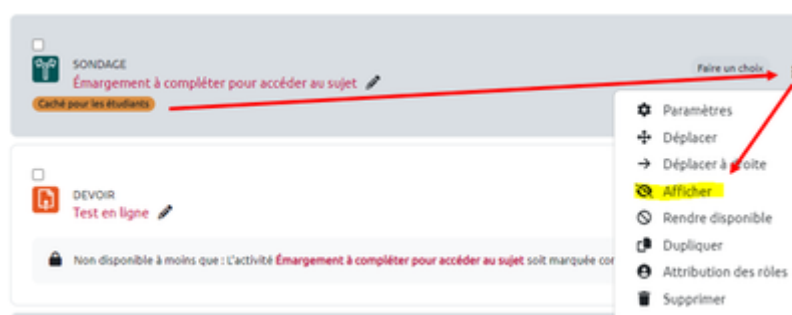 SONDAGE
Émargement à compléter pour accéder au sujet
Faire un choix
Caché pour les étudiants
Paramètres
Déplacer
Déplacer à droite
Afficher
Rendre disponible
Dupliquer
Attribution des rôles
Supprimer
DEVOIR
Test en ligne
Non disponible à moins que : L'activité Émargement à compléter pour accéder au sujet soit marquée